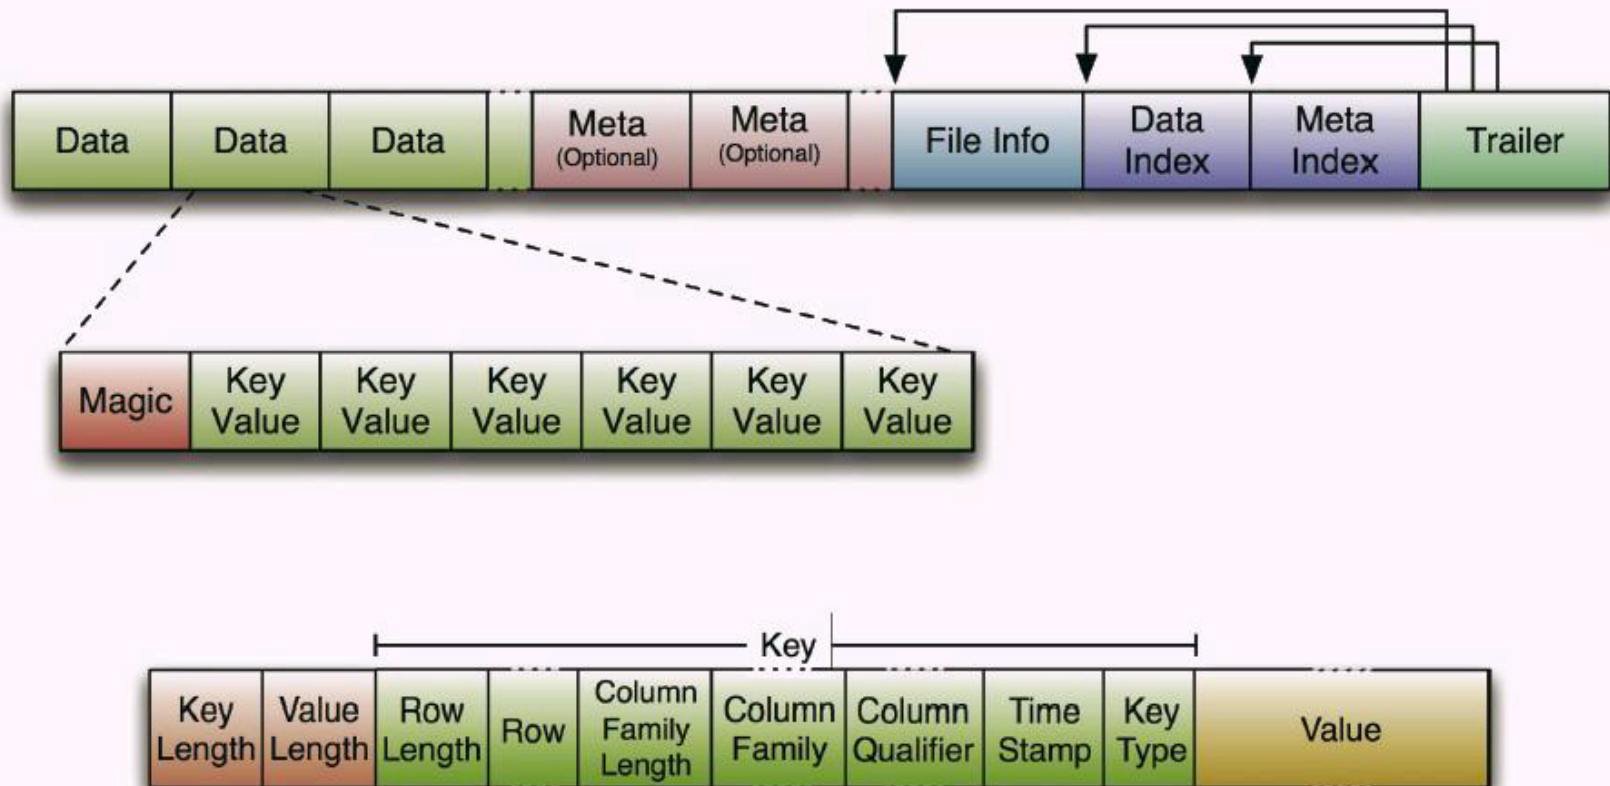 Data
Data
Data
Meta
(Optional)
Meta
(Optional)
File Info
Data
Index
Meta
Index
Trailer
Magic
Key
Value
Key
Value
Key
Value
Key
Value
Key
Value
Key
Value
Key
Key
Length
Value
Length
Row
Length
Row
Column
Family
Length
Column
Family
Column
Qualifier
Time
Stamp
Key
Type
Value